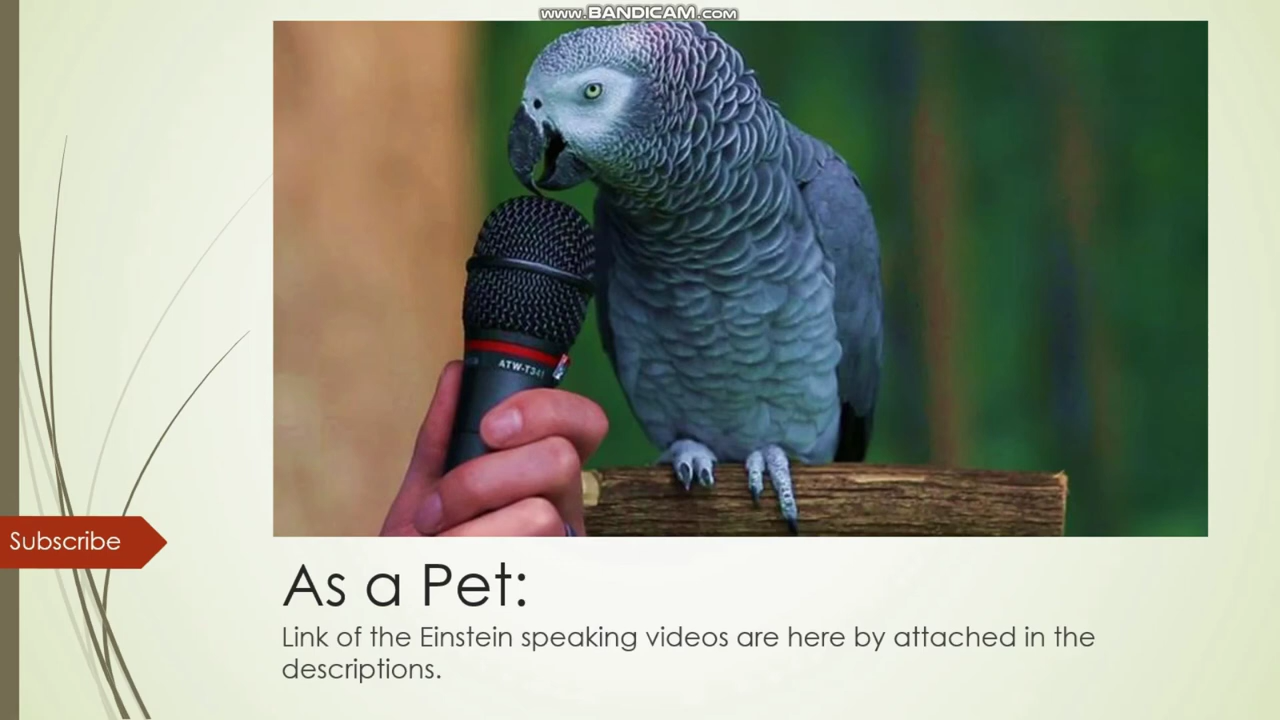 www.BANDICAM.com
ATW-T341
Subscribe
As a Pet:
Link of the Einstein speaking videos are here by attached in the
descriptions.